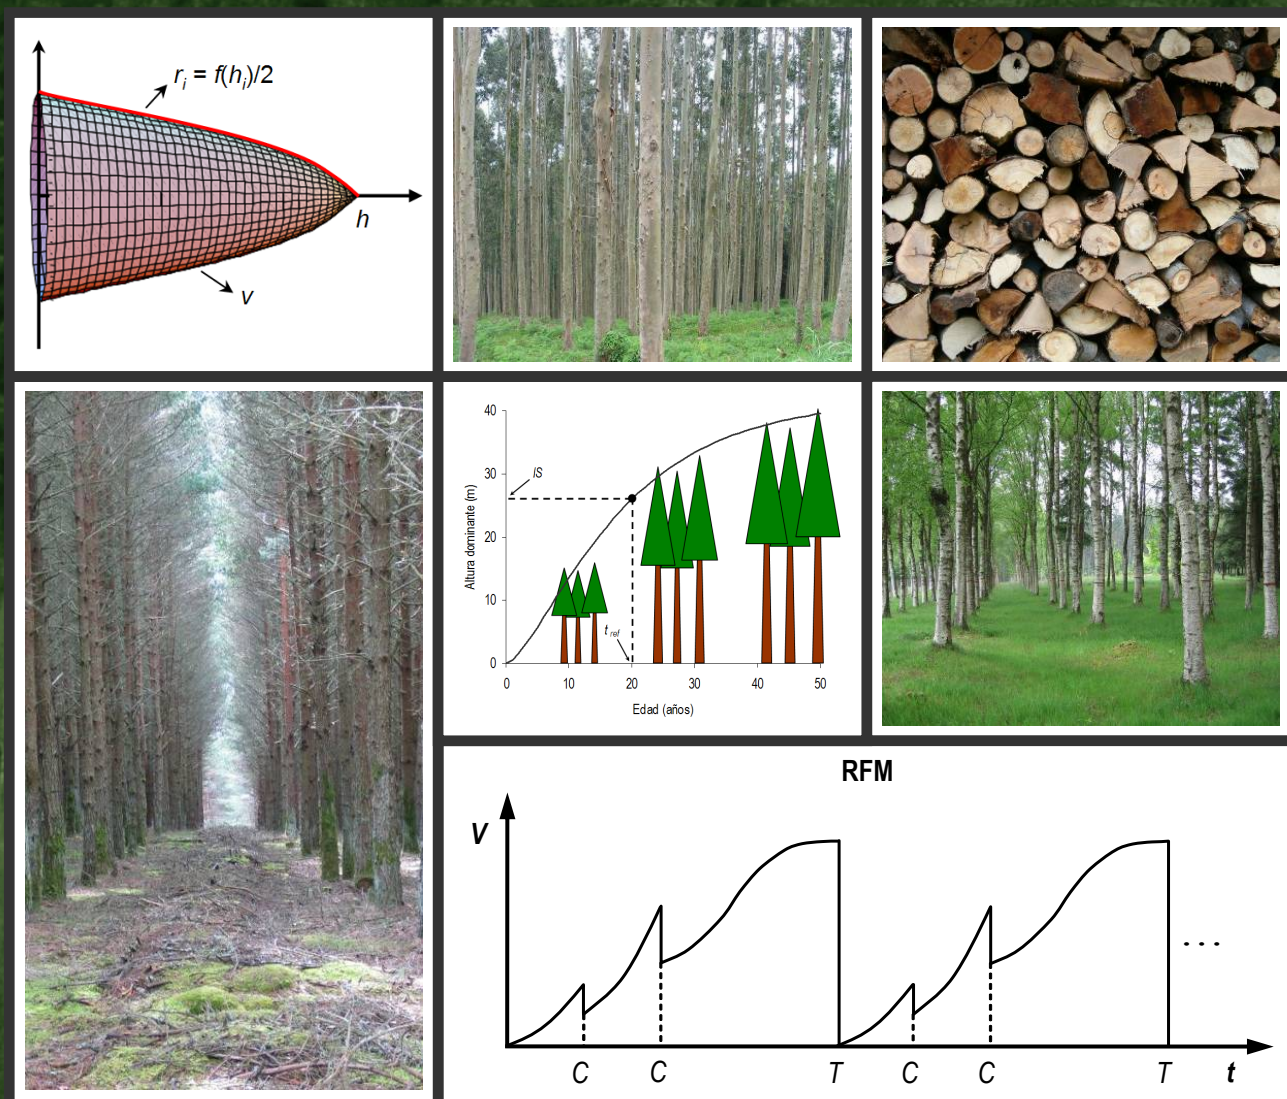 r_i = f(h_i)/2
h
v
40
30
20
10
0
Altura dominante (m)
IS
t_ref
0 10 20 30 40 50
Edad (años)
RFM
V
. . .
C C T C C T t